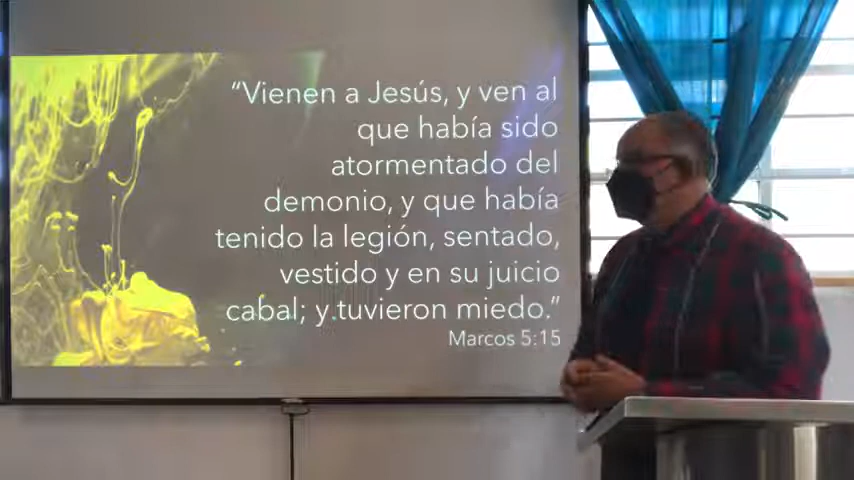 “Vienen a Jesús, y ven al
que había sido
atormentado del
demonio, y que había
tenido la legión, sentado,
vestido y en su juicio
cabal; y tuvieron miedo.”
Marcos 5:15